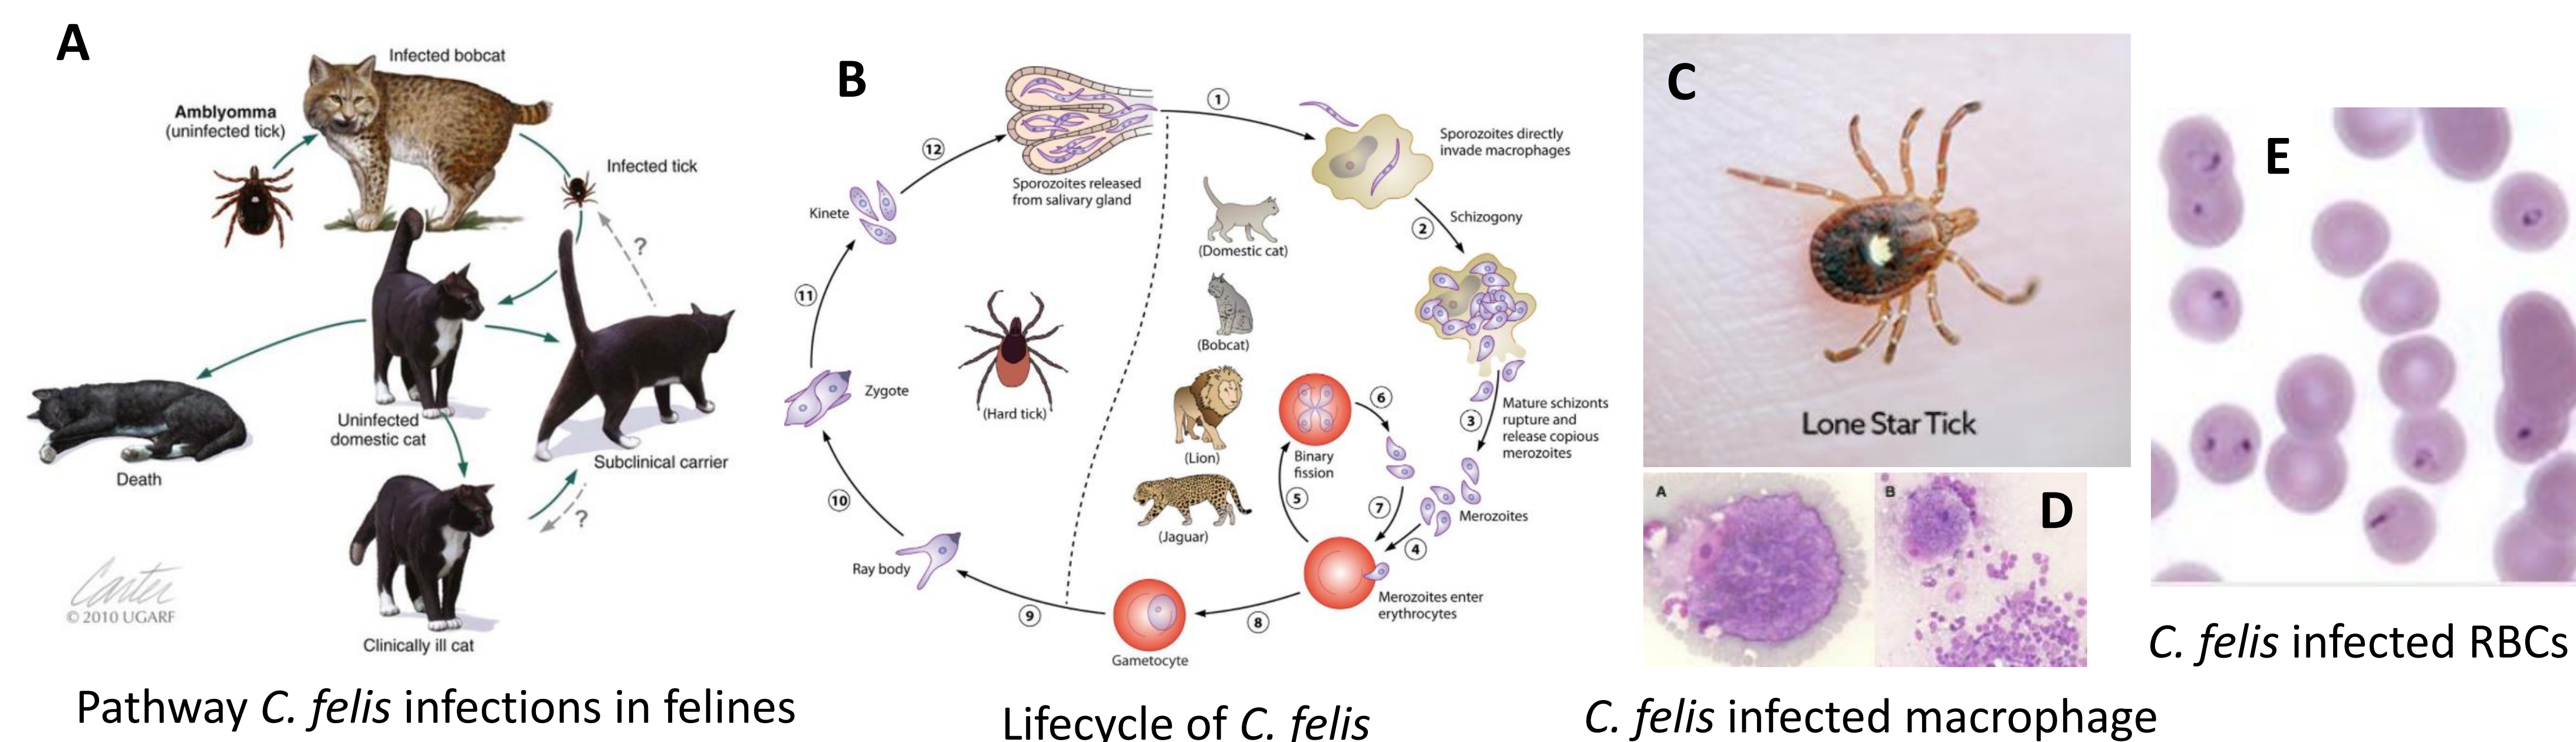 A
Infected bobcat
Amblyomma
(uninfected tick)
Infected tick
?
Uninfected
domestic cat
Death
Subclinical carrier
?
Clinically ill cat
Carter
© 2010 UGARF
Pathway C. felis infections in felines
B
1
Sporozoites directly
invade macrophages
12
Sporozoites released
from salivary gland
Kinete
Schizogony
2
(Domestic cat)
11
(Bobcat)
Zygote
(Hard tick)
6
3
Mature schizonts
rupture and
release copious
merozoites
(Lion)
Binary
fission
10
5
7
Merozoites
(Jaguar)
4
Ray body
Merozoites enter
erythrocytes
9
8
Gametocyte
Lifecycle of C. felis
C
Lone Star Tick
A
B
D
C. felis infected macrophage
E
C. felis infected RBCs